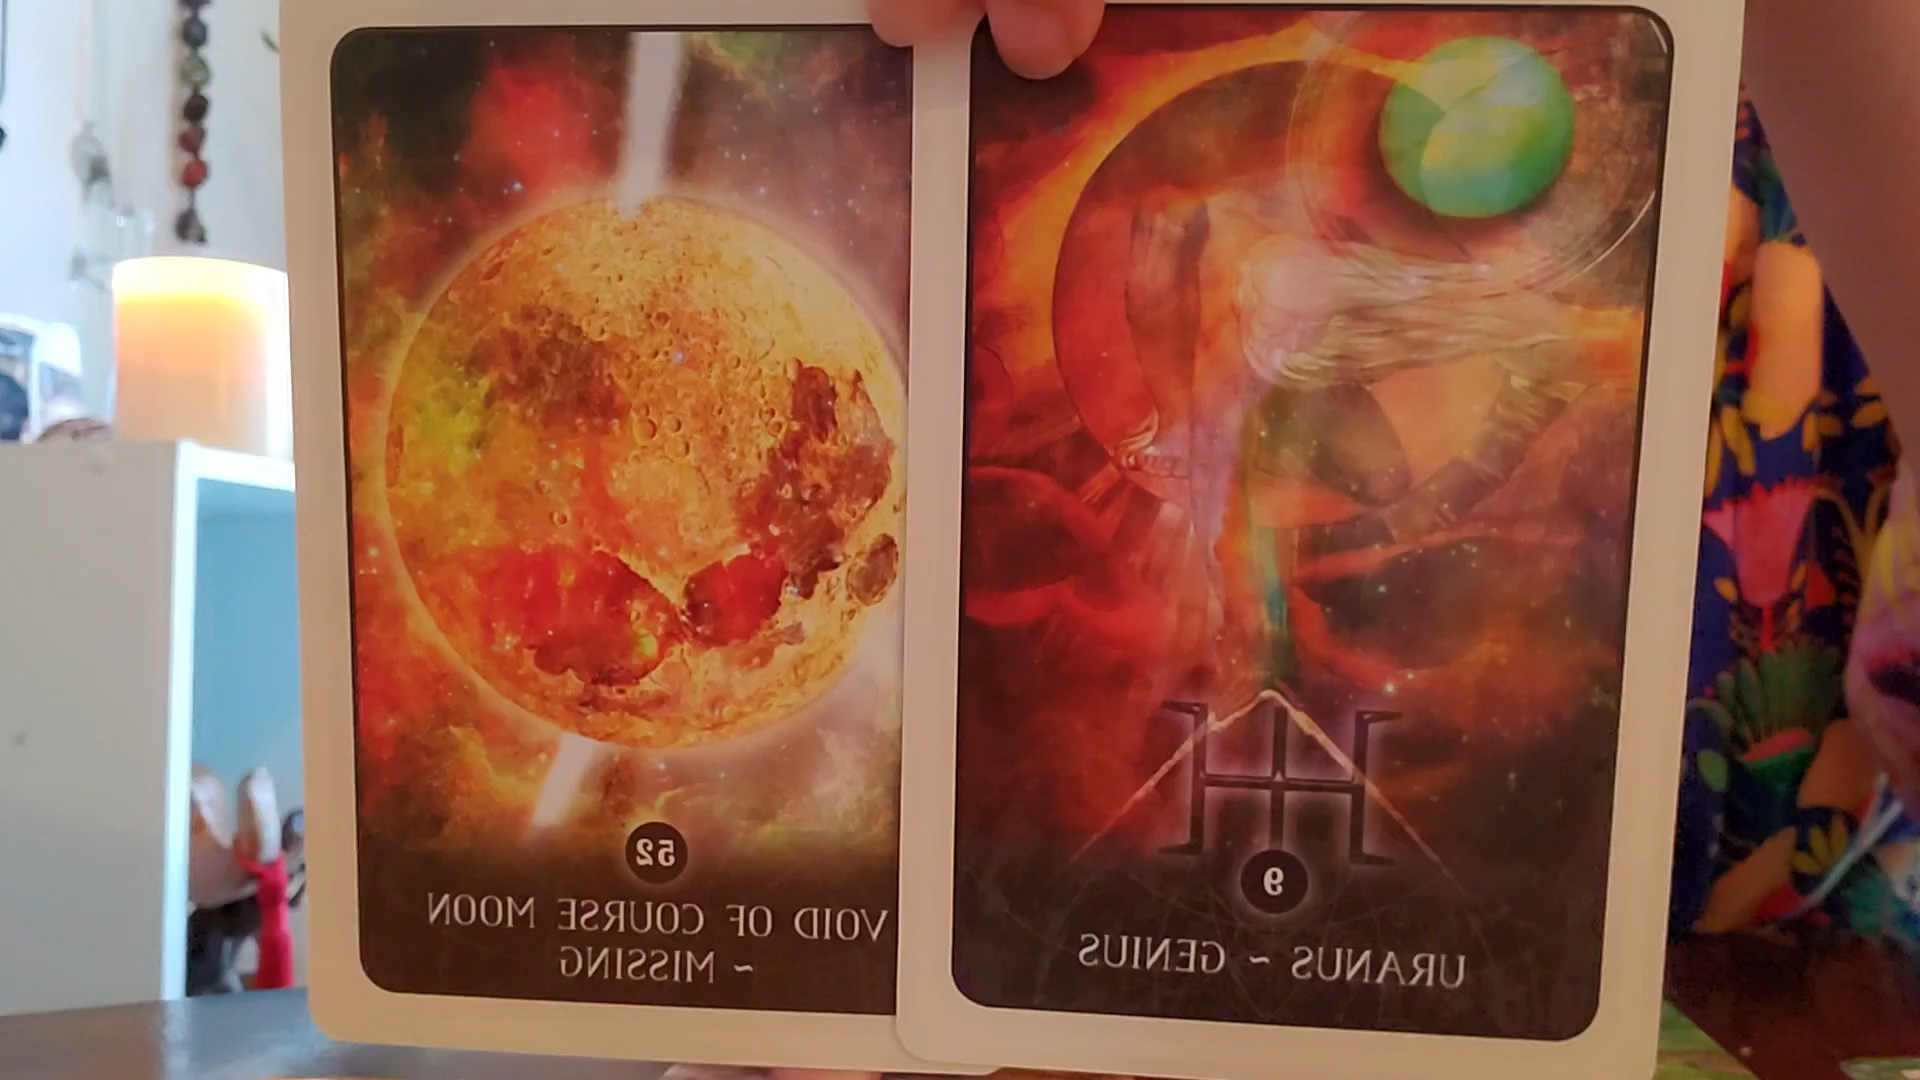 52
VOID OF COURSE MOON
~ MISSING
9
URANUS ~ GENIUS